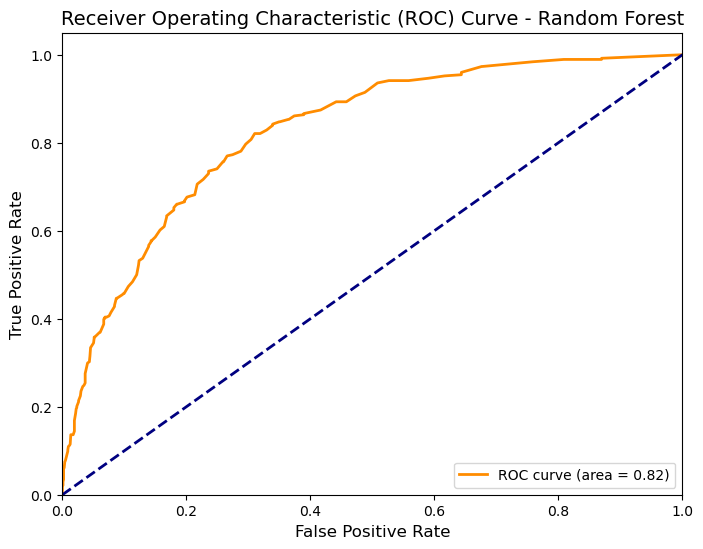 Receiver Operating Characteristic (ROC) Curve - Random Forest
True Positive Rate
1.0
0.8
0.6
0.4
0.2
0.0
ROC curve (area = 0.82)
0.0 0.2 0.4 0.6 0.8 1.0
False Positive Rate